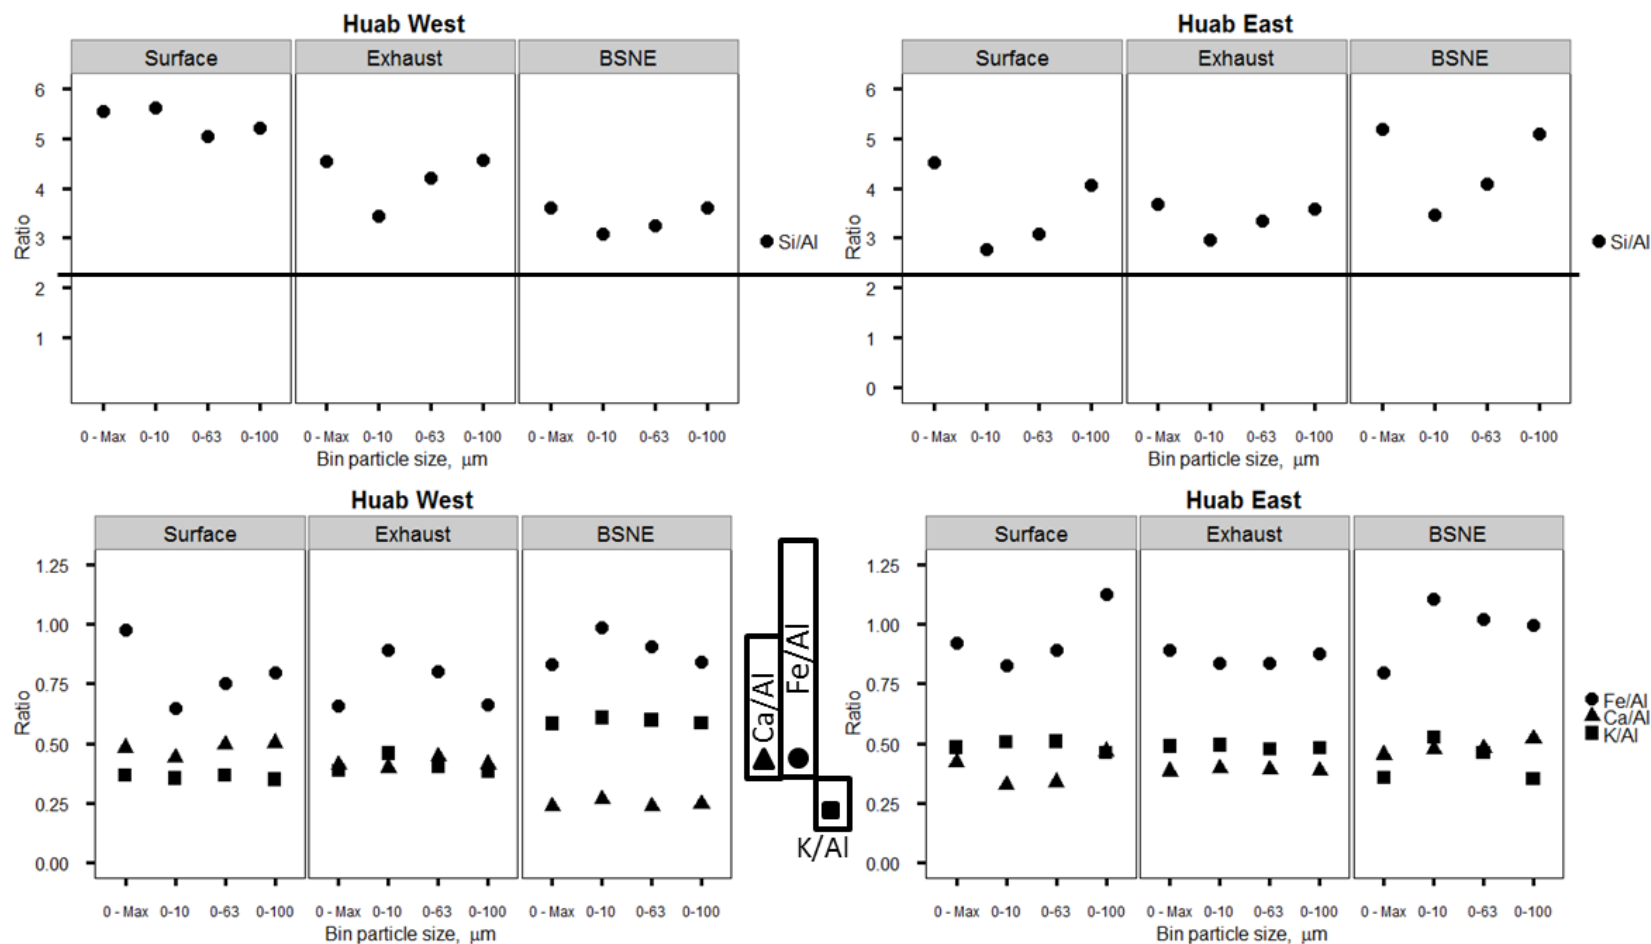 Huab West
Surface Exhaust BSNE
6
5
4
3
2
1
Ratio
Si/Al
0 - Max 0-10 0-63 0-100 0 - Max 0-10 0-63 0-100 0 - Max 0-10 0-63 0-100
Bin particle size, μm
Huab East
Surface Exhaust BSNE
6
5
4
3
2
1
0
Ratio
Si/Al
0 - Max 0-10 0-63 0-100 0 - Max 0-10 0-63 0-100 0 - Max 0-10 0-63 0-100
Bin particle size, μm
Huab West
Surface Exhaust BSNE
1.25
1.00
0.75
0.50
0.25
0.00
Ratio
0 - Max 0-10 0-63 0-100 0 - Max 0-10 0-63 0-100 0 - Max 0-10 0-63 0-100
Bin particle size, μm
Ca/Al
Fe/Al
K/Al
Huab East
Surface Exhaust BSNE
1.25
1.00
0.75
0.50
0.25
0.00
Ratio
Fe/Al
Ca/Al
K/Al
0 - Max 0-10 0-63 0-100 0 - Max 0-10 0-63 0-100 0 - Max 0-10 0-63 0-100
Bin particle size, μm